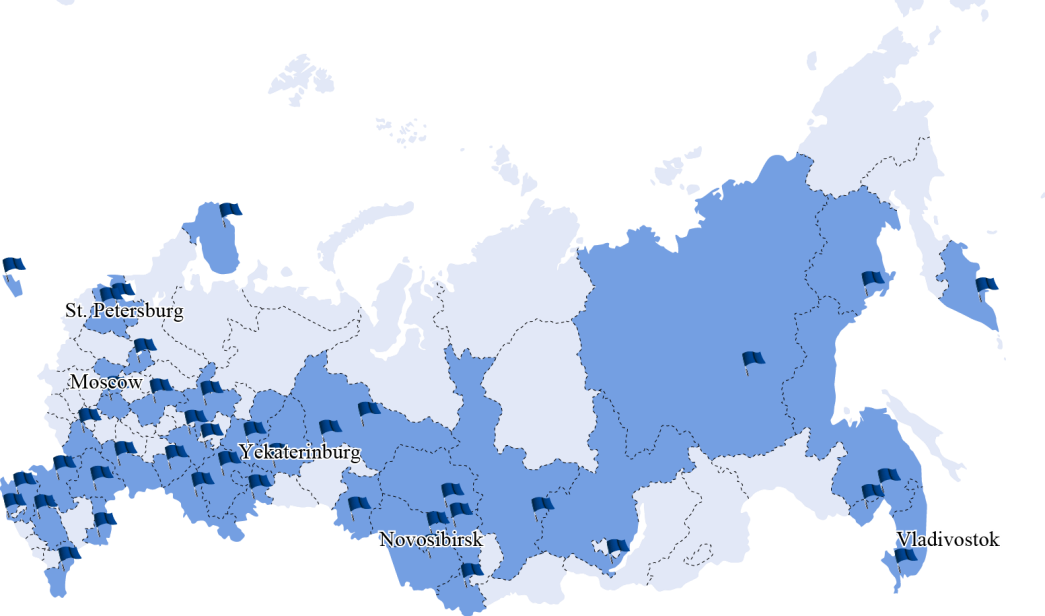 St. Petersburg
Moscow
Yekaterinburg
Novosibirsk
Vladivostok